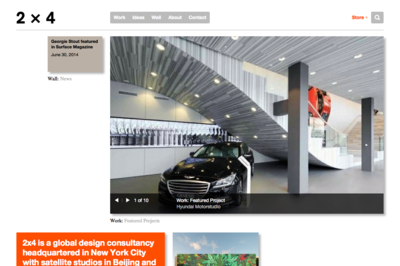 2 × 4
Work Ideas Wall About Contact
Store >
Georgie Stout featured
in Surface Magazine
June 30, 2014
Wall: News
1 of 10
Work: Featured Project
Hyundai Motorstudio
Work: Featured Projects
2x4 is a global design consultancy
headquartered in New York City
with satellite studios in Beijing and